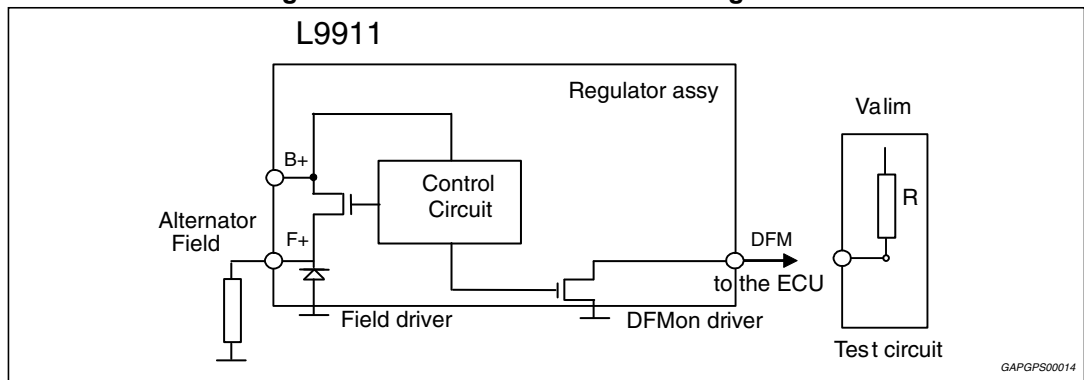 L9911
Regulator assy
Valim
B+
Control
Circuit
R
Alternator
Field
F+
DFM
to the ECU
Field driver
DFMon driver
Test circuit
GAPGPS00014